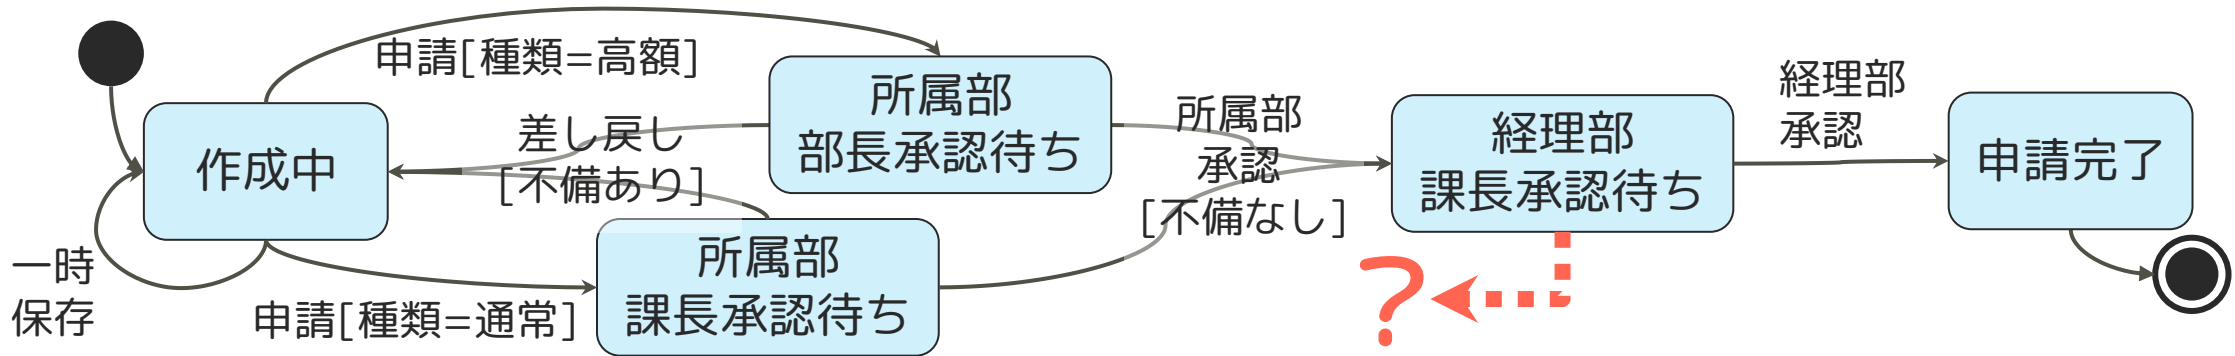 申請[種類=高額]
所属部
部長承認待ち
所属部
承認
[不備なし]
経理部
承認
経理部
課長承認待ち
申請完了
作成中
差し戻し
[不備あり]
所属部
課長承認待ち
一時
保存
申請[種類=通常]
?